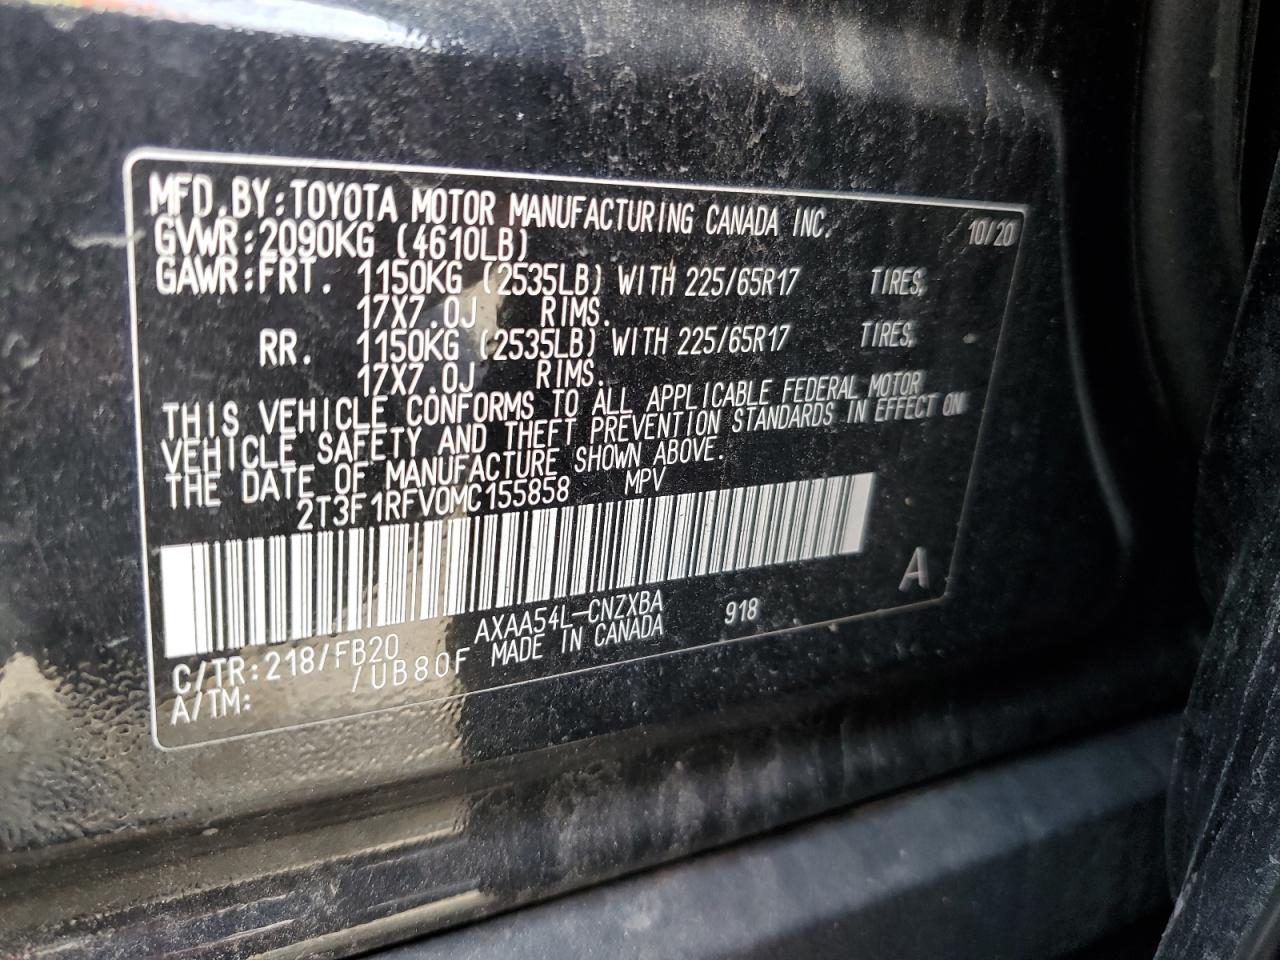 MFD.BY:TOYOTA MOTOR MANUFACTURING CANADA INC. 10/20
GVWR:2090KG (4610LB)
GAWR:FRT. 1150KG (2535LB) WITH 225/65R17 TIRES,
17X7.0J RIMS.
RR. 1150KG (2535LB) WITH 225/65R17 TIRES,
17X7.0J RIMS.
THIS VEHICLE CONFORMS TO ALL APPLICABLE FEDERAL MOTOR
VEHICLE SAFETY AND THEFT PREVENTION STANDARDS IN EFFECT ON
THE DATE OF MANUFACTURE SHOWN ABOVE.
2T3F1RFV0MC155858 MPV
A
C/TR:218/FB20 AXAA54L-CNZXBA 918
A/TM: /UB80F MADE IN CANADA